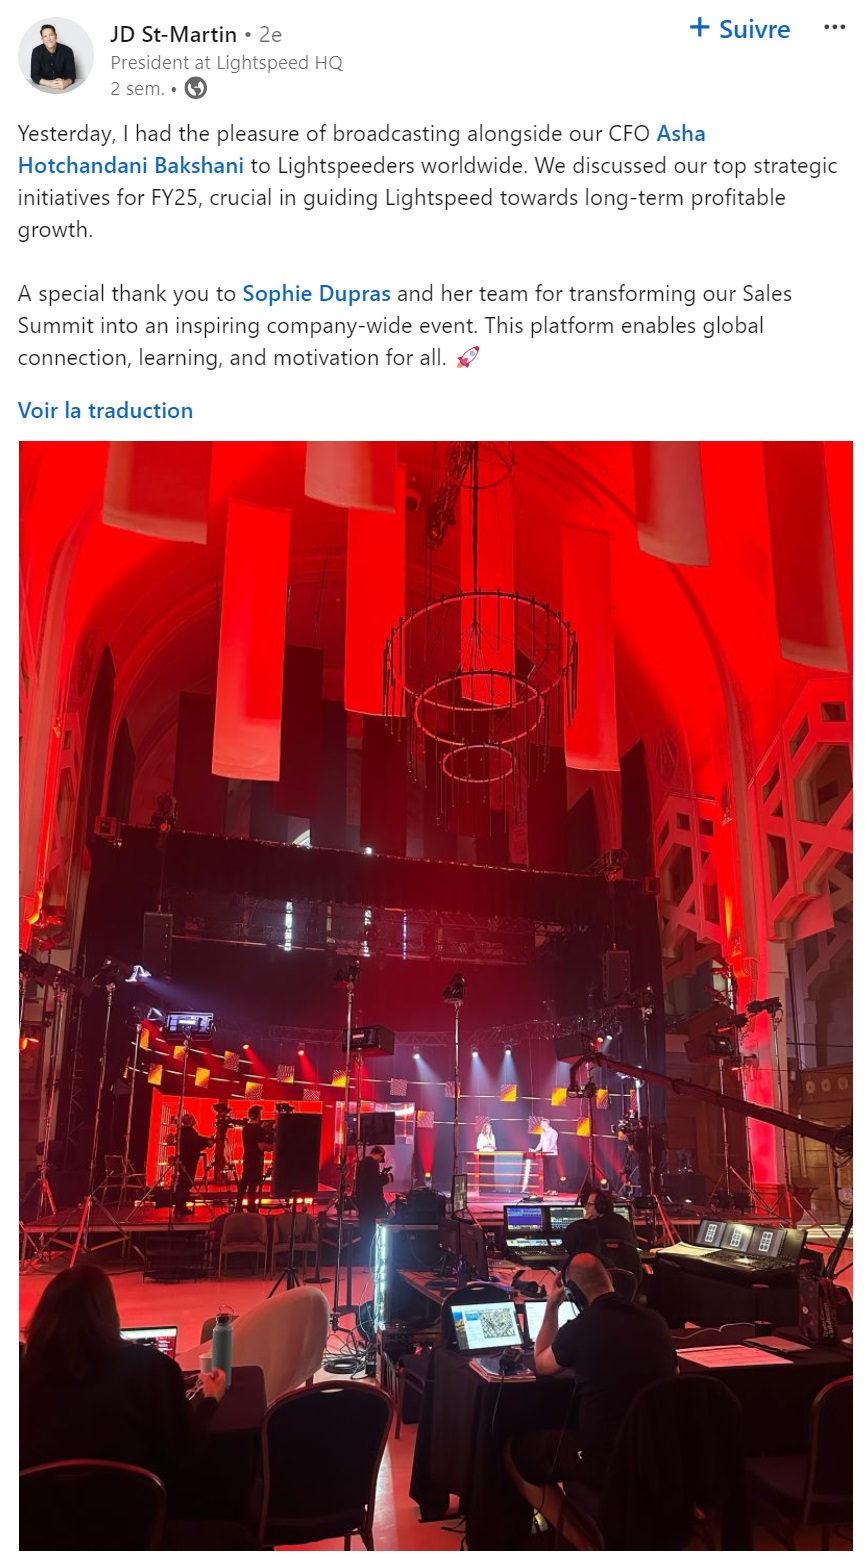 JD St-Martin • 2e
+ Suivre
President at Lightspeed HQ
2 sem. •
Yesterday, I had the pleasure of broadcasting alongside our CFO Asha
Hotchandani Bakshani to Lightspeeders worldwide. We discussed our top strategic
initiatives for FY25, crucial in guiding Lightspeed towards long-term profitable
growth.
A special thank you to Sophie Dupras and her team for transforming our Sales
Summit into an inspiring company-wide event. This platform enables global
connection, learning, and motivation for all. 🚀
Voir la traduction